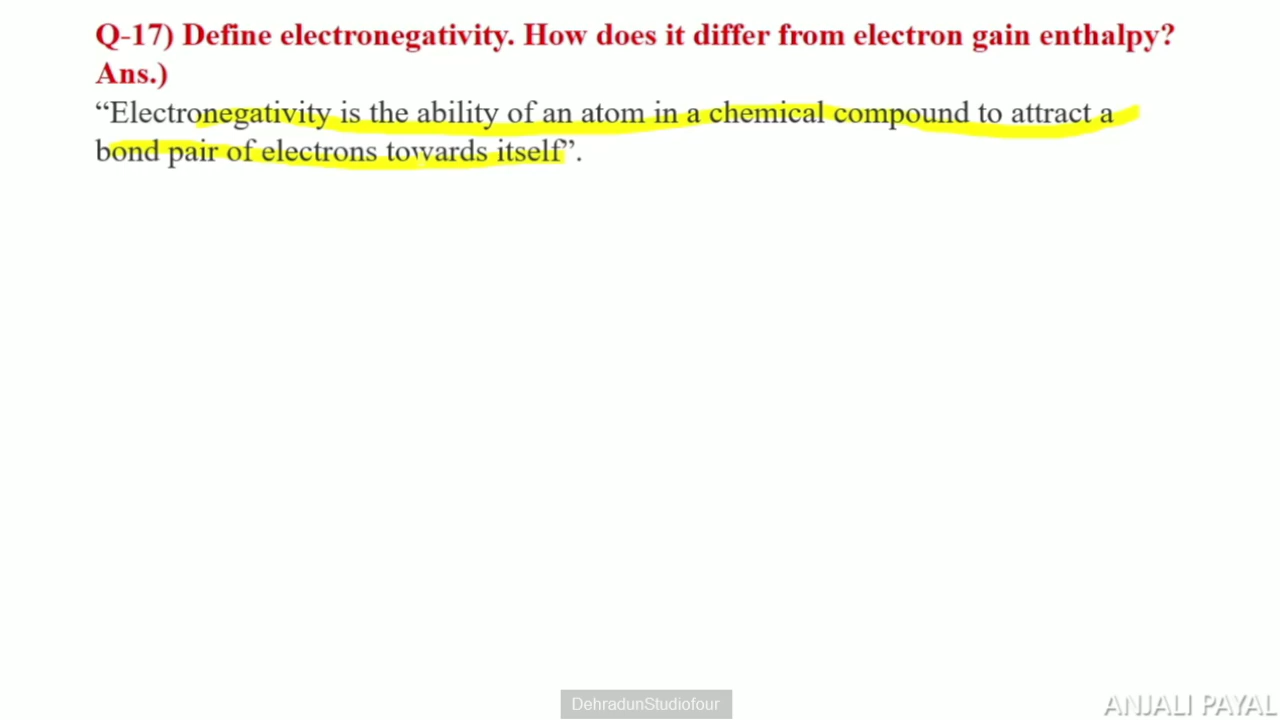 Q-17) Define electronegativity. How does it differ from electron gain enthalpy?
Ans.)
“Electronegativity is the ability of an atom in a chemical compound to attract a
bond pair of electrons towards itself”.
DehradunStudiofour
ANJALI PAYAL